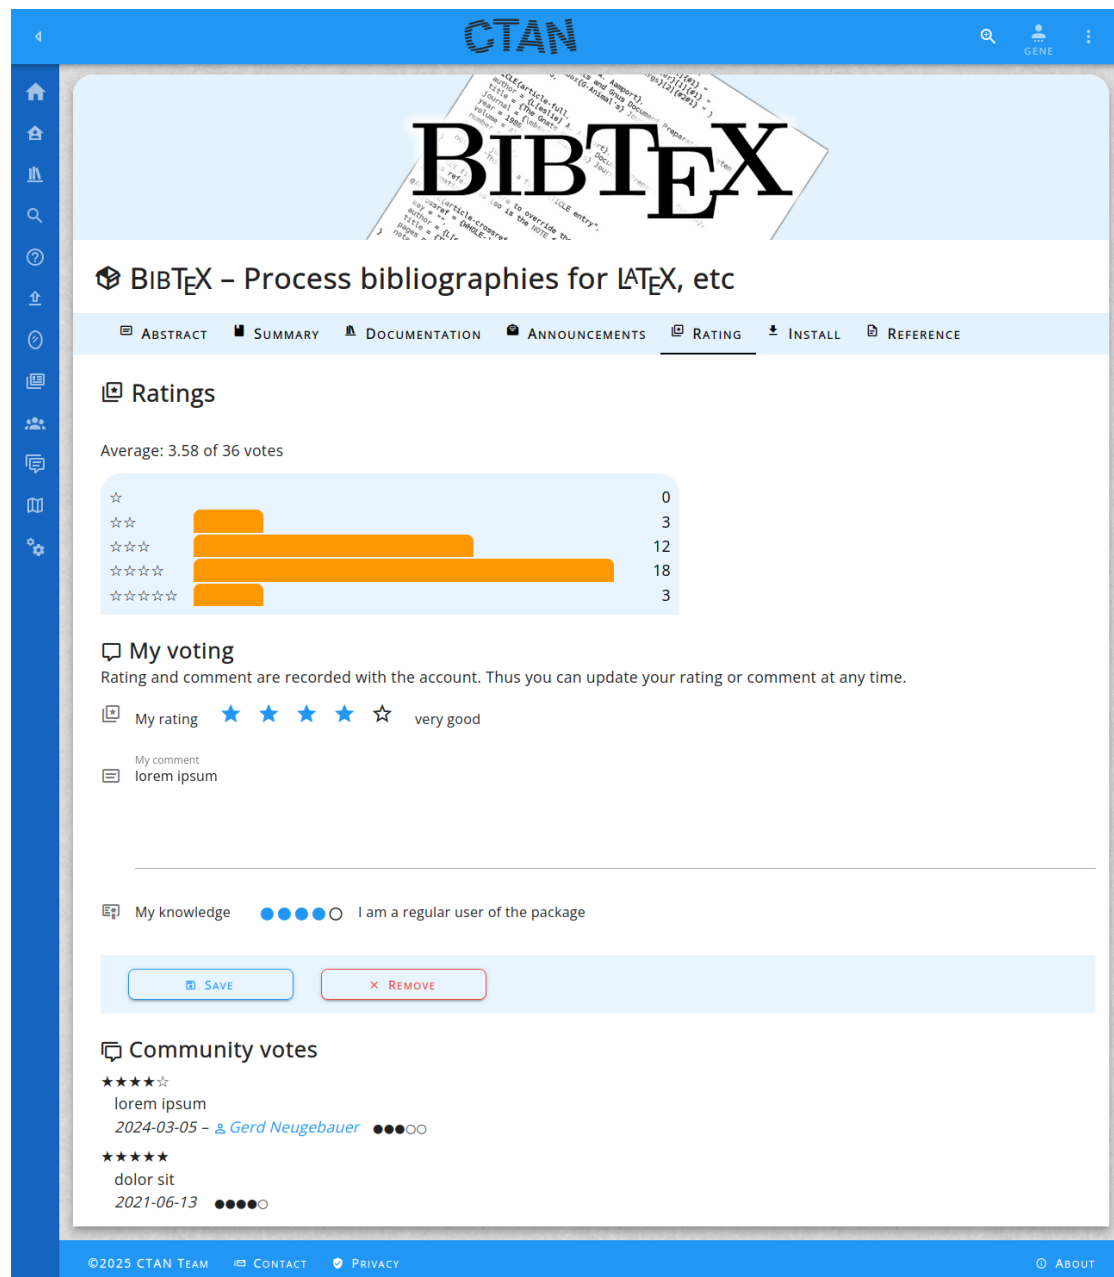 CTAN
GENE
BIBTEX
BIBTEX – Process bibliographies for LATEX, etc
Abstract Summary Documentation Announcements Rating Install Reference
Ratings
Average: 3.58 of 36 votes
☆ 0
☆☆ 3
☆☆☆ 12
☆☆☆☆ 18
☆☆☆☆☆ 3
My voting
Rating and comment are recorded with the account. Thus you can update your rating or comment at any time.
My rating ★ ★ ★ ★ ☆ very good
My comment
lorem ipsum
My knowledge ●●●●○ I am a regular user of the package
Save × Remove
Community votes
★★★★☆
lorem ipsum
2024-03-05 – Gerd Neugebauer ●●●○○
★★★★★
dolor sit
2021-06-13 ●●●●○
©2025 CTAN Team Contact Privacy About